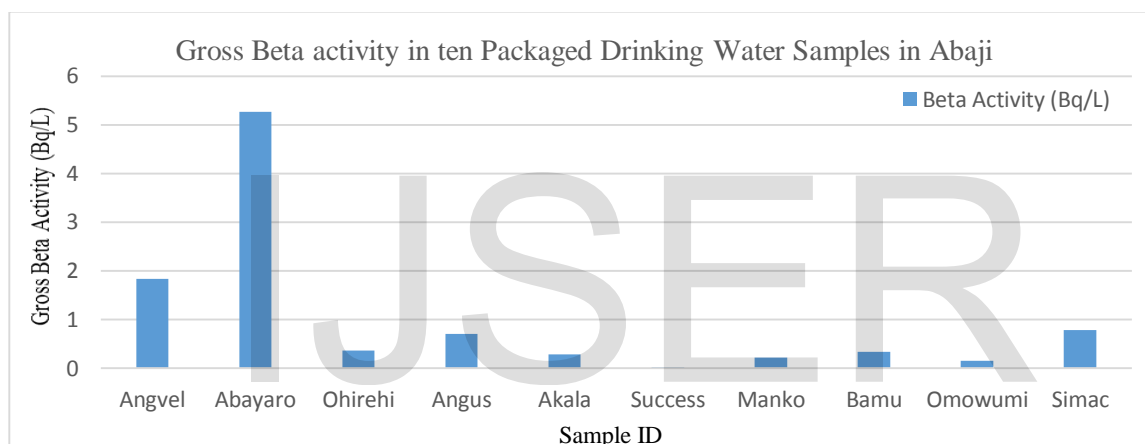 Gross Beta activity in ten Packaged Drinking Water Samples in Abaji
Beta Activity (Bq/L)
Gross Beta Activity (Bq/L)
6
5
4
3
2
1
0
Angvel Abayaro Ohirehi Angus Akala Success Manko Bamu Omowumi Simac
Sample ID
IJSER